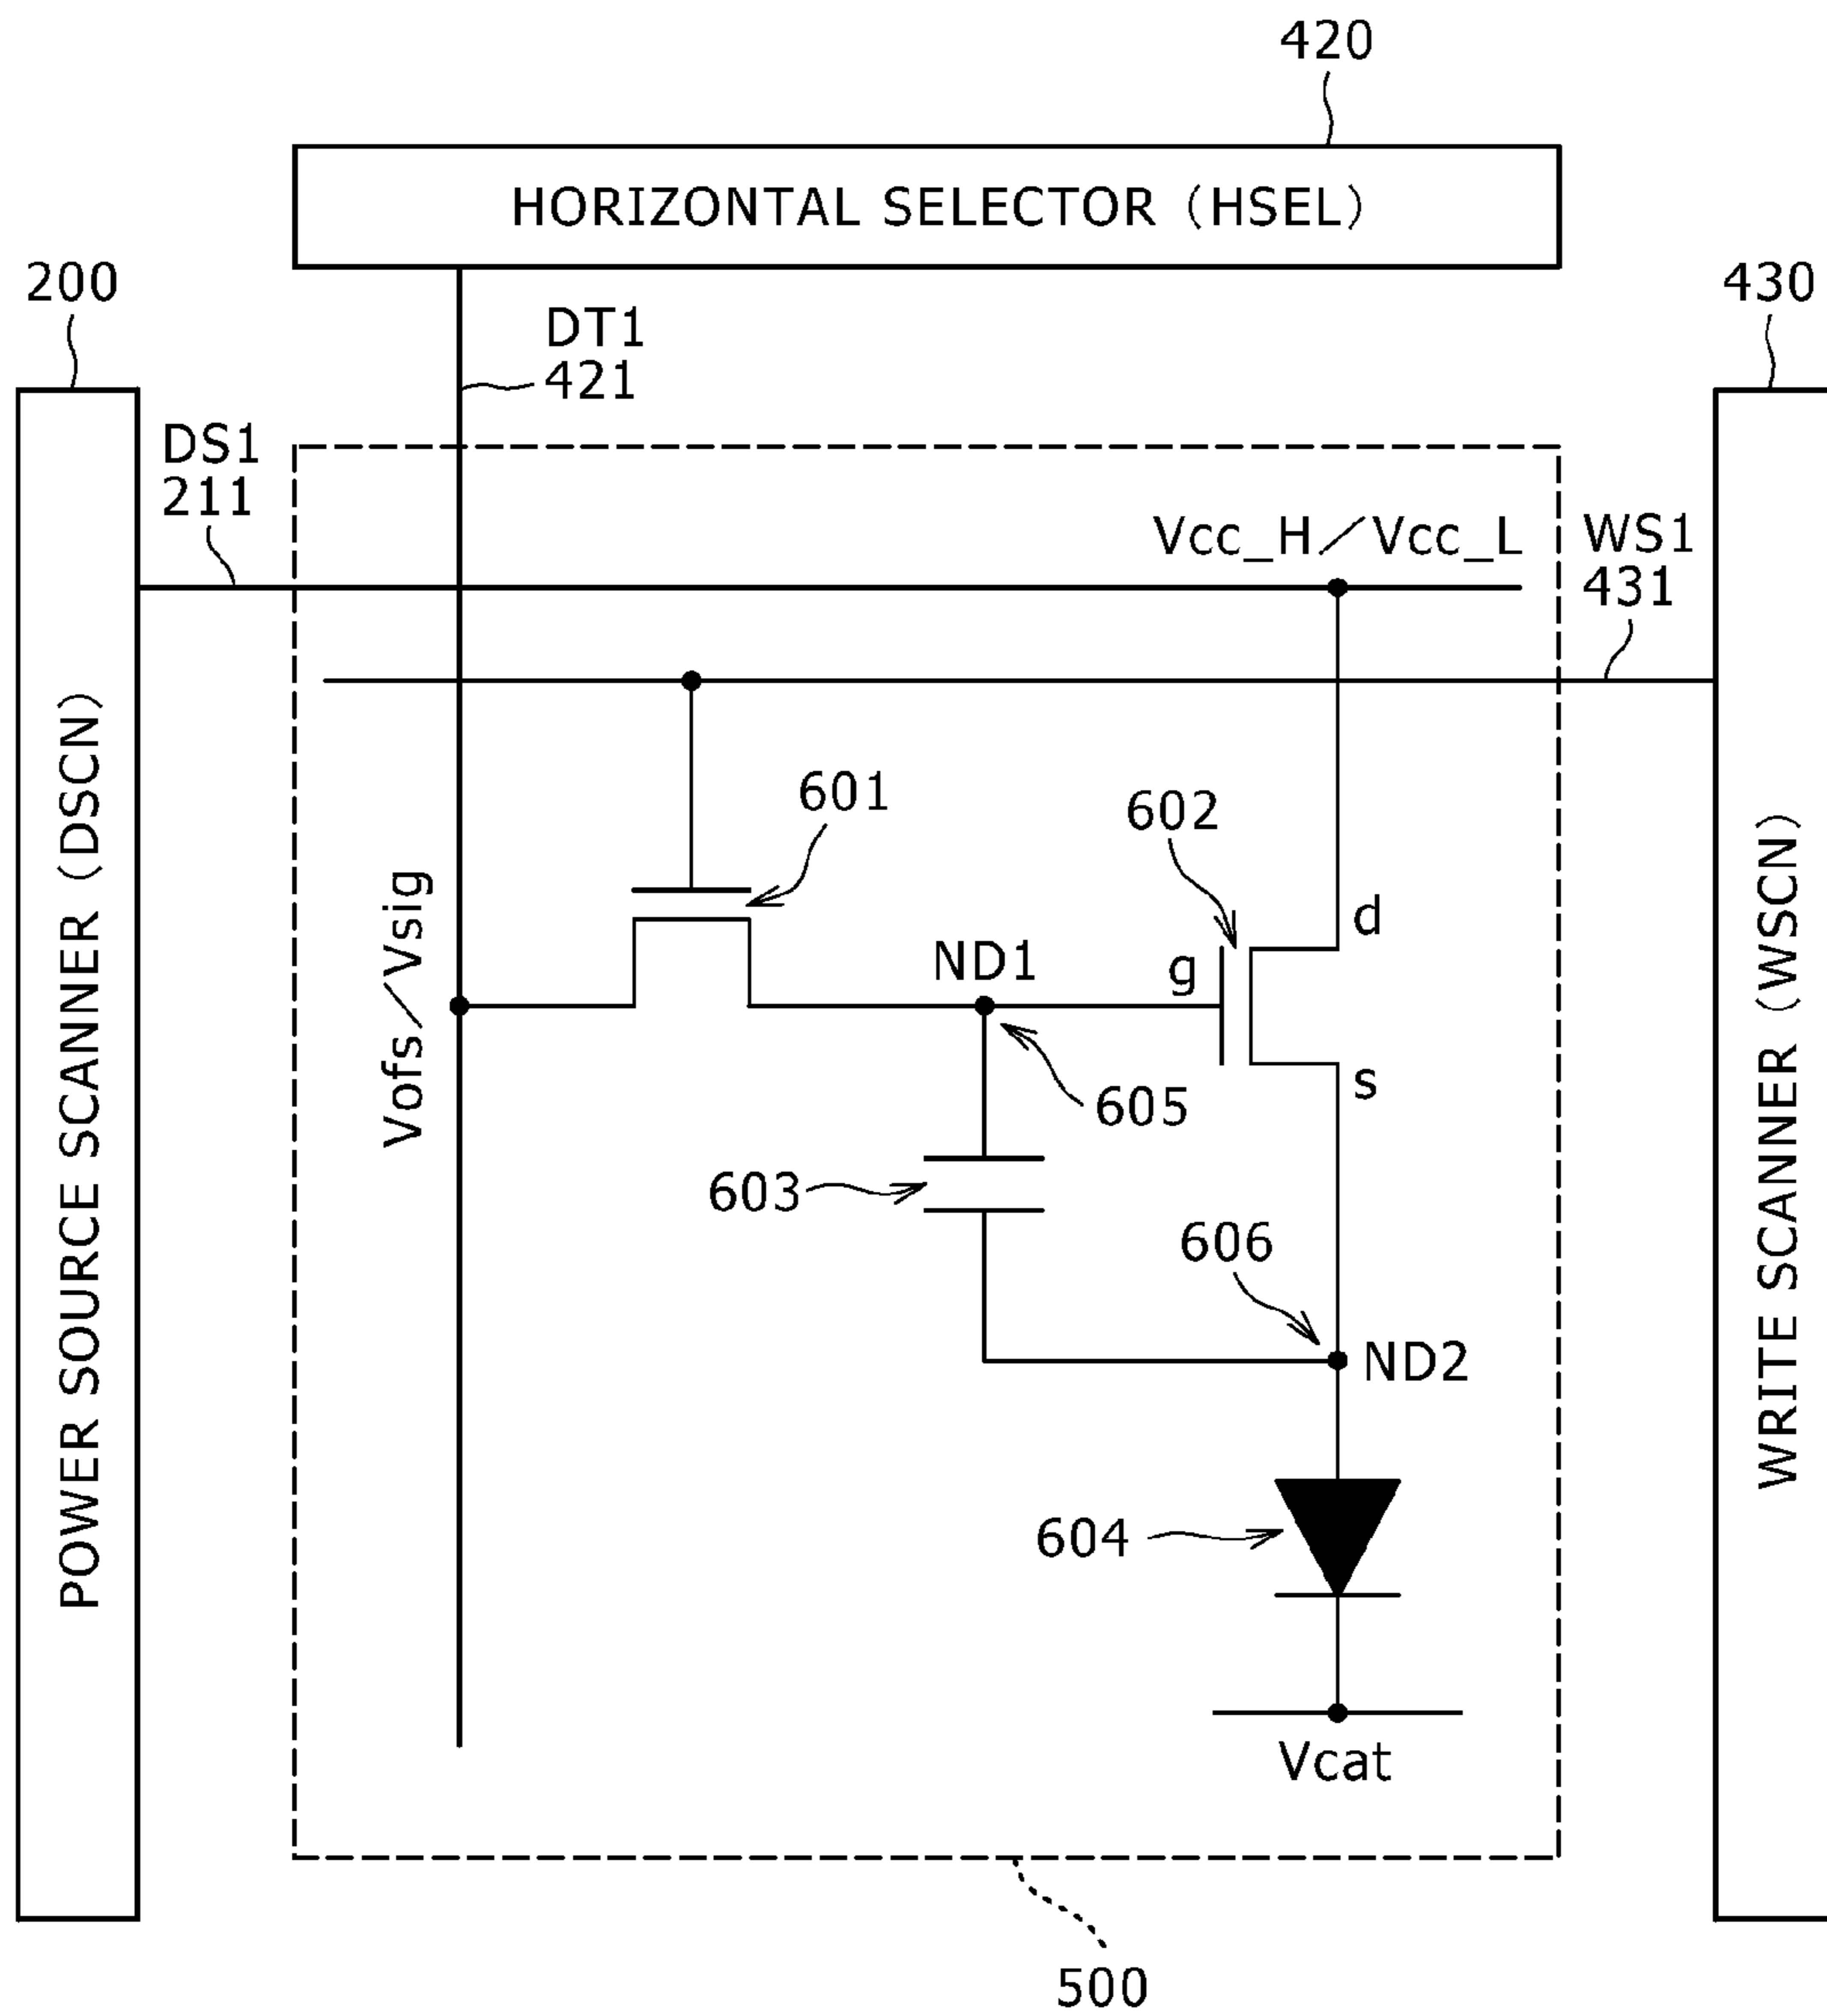 420
HORIZONTAL SELECTOR (HSEL)
200
430
DT1
421
DS1
211
Vcc_H/Vcc_L
WS1
431
POWER SOURCE SCANNER (DSCN)
WRITE SCANNER (WSCN)
601
602
Vofs/Vsig
d
ND1
g
s
605
603
606
ND2
604
Vcat
500